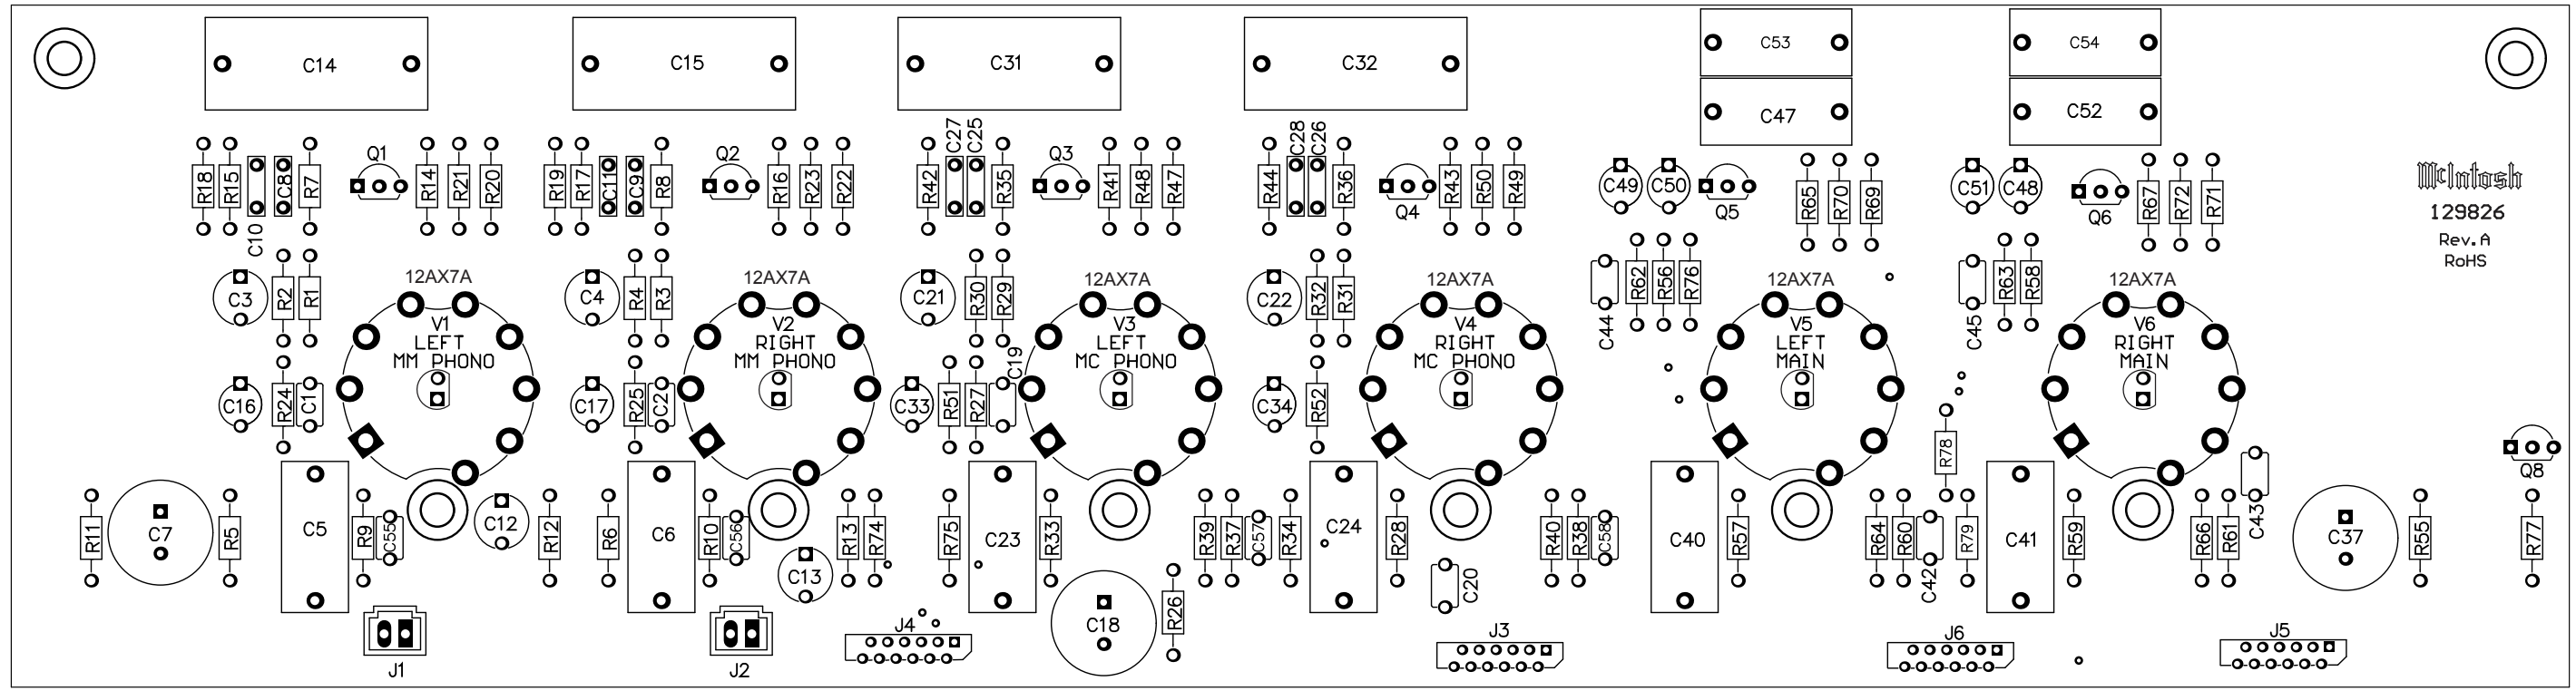 C14
C15
C31
C32
C53
C54
C47
C52
R18
R15
C10
C8
R7
Q1
R14
R21
R20
R19
R17
C11
C9
R8
Q2
R16
R23
R22
R42
C27
C25
R35
Q3
R41
R48
R47
R44
C28
C26
R36
Q4
R43
R50
R49
C49
C50
Q5
R65
R70
R69
C51
C48
Q6
R67
R72
R71
McIntosh
129826
Rev.A
RoHS
C3
R2
R1
12AX7A
V1
LEFT
MM PHONO
C4
R4
R3
12AX7A
V2
RIGHT
MM PHONO
C21
R30
R29
12AX7A
V3
LEFT
MC PHONO
C22
R32
R31
12AX7A
V4
RIGHT
MC PHONO
C44
R62
R56
R76
12AX7A
V5
LEFT
MAIN
C45
R63
R58
12AX7A
V6
RIGHT
MAIN
C16
R24
C1
C17
R25
C2
C33
R51
R27
C19
C34
R52
R78
Q8
R11
C7
R5
C5
R9
C55
C12
R12
R6
C6
R10
C56
C13
R13
R74
R75
C23
R33
C18
R26
R39
R37
C57
R34
C24
R28
C20
R40
R38
C58
C40
R57
R64
R60
C42
R79
C41
R59
R66
R61
C43
C37
R55
R77
J1
J2
J4
J3
J6
J5